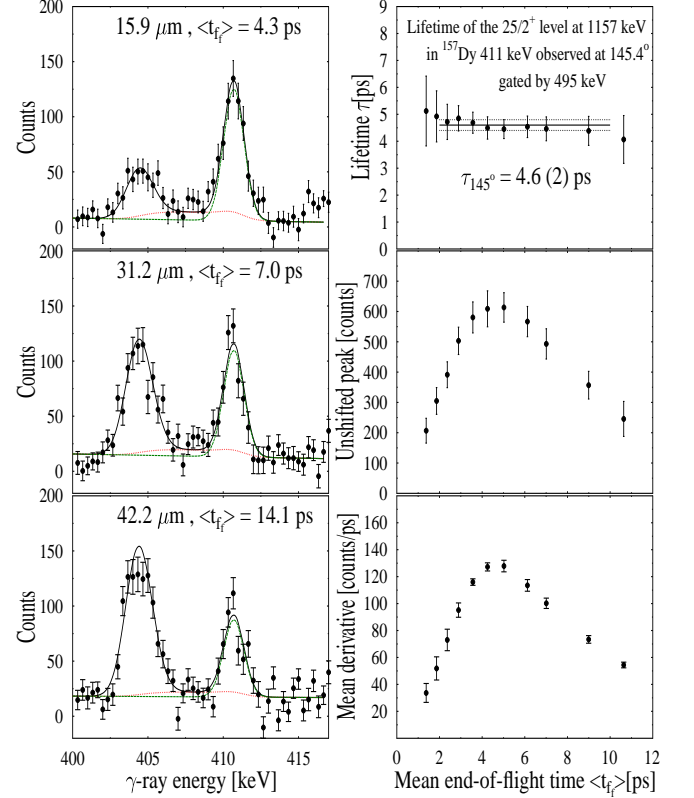 15.9 μm , <t_f_f> = 4.3 ps
Counts
200
150
100
50
0
31.2 μm , <t_f_f> = 7.0 ps
Counts
200
150
100
50
0
42.2 μm , <t_f_f> = 14.1 ps
Counts
200
150
100
50
0
400 405 410 415
γ-ray energy [keV]
Lifetime of the 25/2⁺ level at 1157 keV
in ¹⁵⁷Dy 411 keV observed at 145.4°
gated by 495 keV
τ₁₄₅° = 4.6 (2) ps
Lifetime τ[ps]
9
8
7
6
5
4
3
2
1
0
Unshifted peak [counts]
700
600
500
400
300
200
100
0
Mean derivative [counts/ps]
160
140
120
100
80
60
40
20
0 2 4 6 8 10 12
Mean end-of-flight time <t_f_f>[ps]